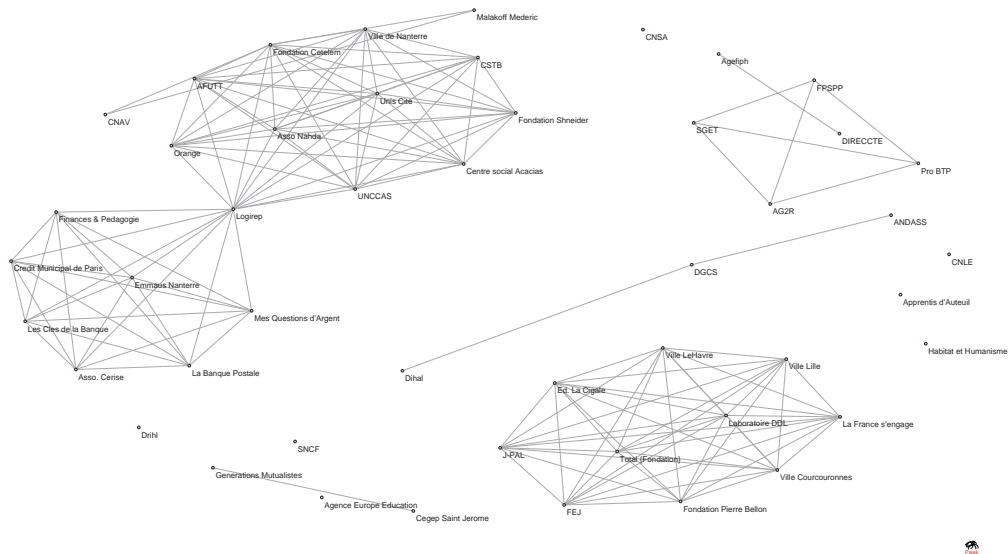 Malakoff Mederic
CNSA
Ville de Nanterre
Fondation Cetelem
Agefiph
CSTB
AFUTT
FPSPP
Unis Cite
CNAV
Fondation Shneider
SGET
Asso Nahda
DIRECCTE
Orange
Centre social Acacias
Pro BTP
UNCCAS
AG2R
Finances & Pedagogie
Logirep
ANDASS
Credit Municipal de Paris
DGCS
CNLE
Emmaus Nanterre
Apprentis d'Auteuil
Mes Questions d'Argent
Les Cles de la Banque
Habitat et Humanisme
Ville LeHavre
Ville Lille
Asso. Cerise
La Banque Postale
Dihal
Ed. La Cigale
Laboratoire DDL
La France s'engage
Drihl
SNCF
J-PAL
Total (Fondation)
Generations Mutualistes
Ville Courcouronnes
Agence Europe Education
Cegep Saint Jerome
FEJ
Fondation Pierre Bellon
Pajek